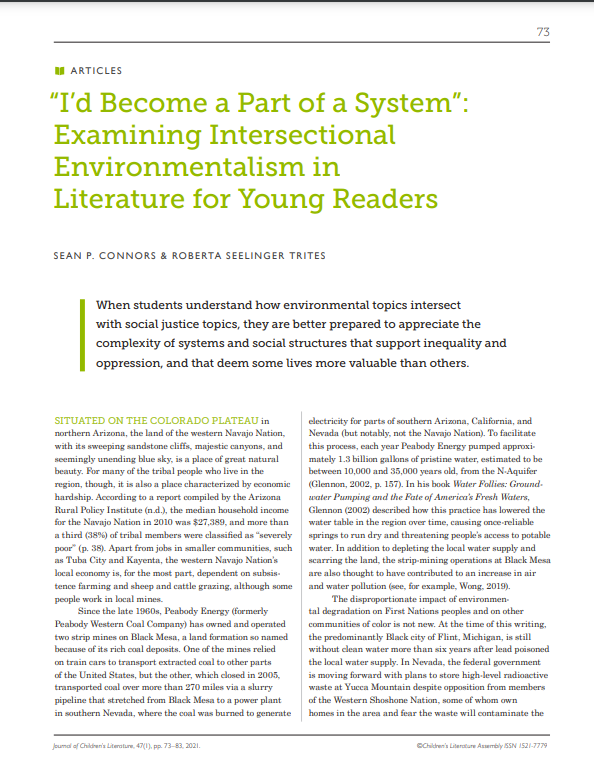 73
ARTICLES
“I’d Become a Part of a System”:
Examining Intersectional
Environmentalism in
Literature for Young Readers
SEAN P. CONNORS & ROBERTA SEELINGER TRITES
When students understand how environmental topics intersect
with social justice topics, they are better prepared to appreciate the
complexity of systems and social structures that support inequality and
oppression, and that deem some lives more valuable than others.
SITUATED ON THE COLORADO PLATEAU in
northern Arizona, the land of the western Navajo Nation,
with its sweeping sandstone cliffs, majestic canyons, and
seemingly unending blue sky, is a place of great natural
beauty. For many of the tribal people who live in the
region, though, it is also a place characterized by economic
hardship. According to a report compiled by the Arizona
Rural Policy Institute (n.d.), the median household income
for the Navajo Nation in 2010 was $27,389, and more than
a third (38%) of tribal members were classified as “severely
poor” (p. 38). Apart from jobs in smaller communities, such
as Tuba City and Kayenta, the western Navajo Nation’s
local economy is, for the most part, dependent on subsis-
tence farming and sheep and cattle grazing, although some
people work in local mines.
Since the late 1960s, Peabody Energy (formerly
Peabody Western Coal Company) has owned and operated
two strip mines on Black Mesa, a land formation so named
because of its rich coal deposits. One of the mines relied
on train cars to transport extracted coal to other parts
of the United States, but the other, which closed in 2005,
transported coal over more than 270 miles via a slurry
pipeline that stretched from Black Mesa to a power plant
in southern Nevada, where the coal was burned to generate
electricity for parts of southern Arizona, California, and
Nevada (but notably, not the Navajo Nation). To facilitate
this process, each year Peabody Energy pumped approxi-
mately 1.3 billion gallons of pristine water, estimated to be
between 10,000 and 35,000 years old, from the N-Aquifer
(Glennon, 2002, p. 157). In his book Water Follies: Ground-
water Pumping and the Fate of America’s Fresh Waters,
Glennon (2002) described how this practice has lowered the
water table in the region over time, causing once-reliable
springs to run dry and threatening people’s access to potable
water. In addition to depleting the local water supply and
scarring the land, the strip-mining operations at Black Mesa
are also thought to have contributed to an increase in air
and water pollution (see, for example, Wong, 2019).
The disproportionate impact of environmen-
tal degradation on First Nations peoples and on other
communities of color is not new. At the time of this writing,
the predominantly Black city of Flint, Michigan, is still
without clean water more than six years after lead poisoned
the local water supply. In Nevada, the federal government
is moving forward with plans to store high-level radioactive
waste at Yucca Mountain despite opposition from members
of the Western Shoshone Nation, some of whom own
homes in the area and fear the waste will contaminate the
Journal of Children’s Literature, 47(1), pp. 73–83, 2021.
©Children’s Literature Assembly ISSN 1521-7779